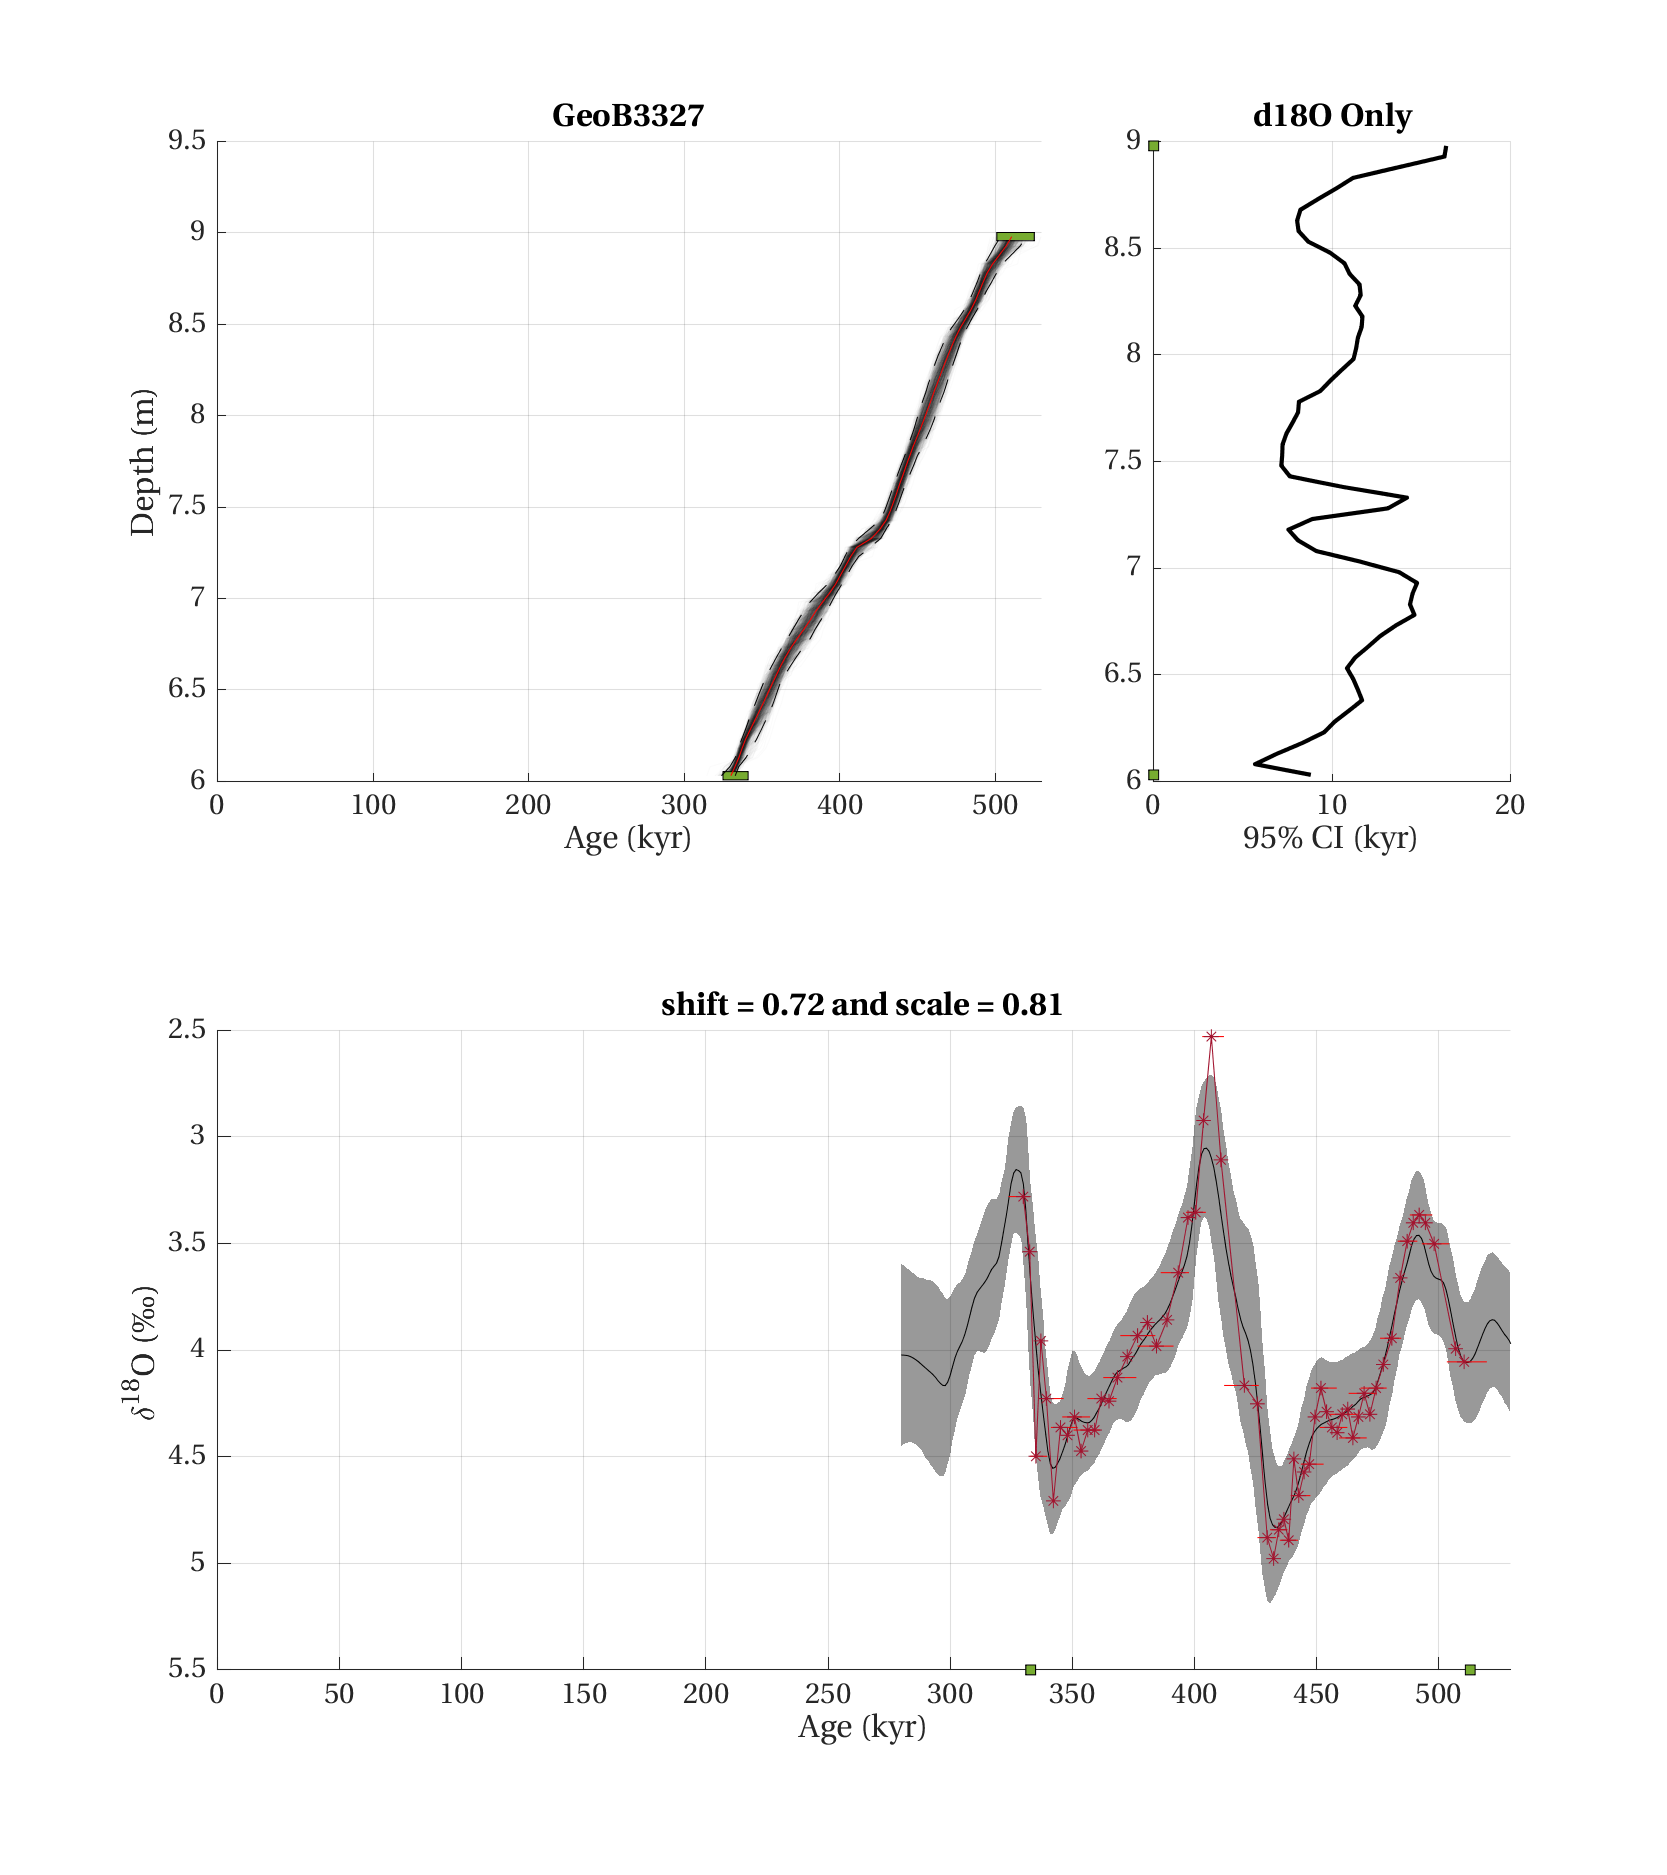 GeoB3327
9.5
9
8.5
8
7.5
7
6.5
6
Depth (m)
0 100 200 300 400 500
Age (kyr)
d18O Only
9
8.5
8
7.5
7
6.5
6
0 10 20
95% CI (kyr)
shift = 0.72 and scale = 0.81
2.5
3
3.5
4
4.5
5
5.5
δ¹⁸O (‰)
0 50 100 150 200 250 300 350 400 450 500
Age (kyr)